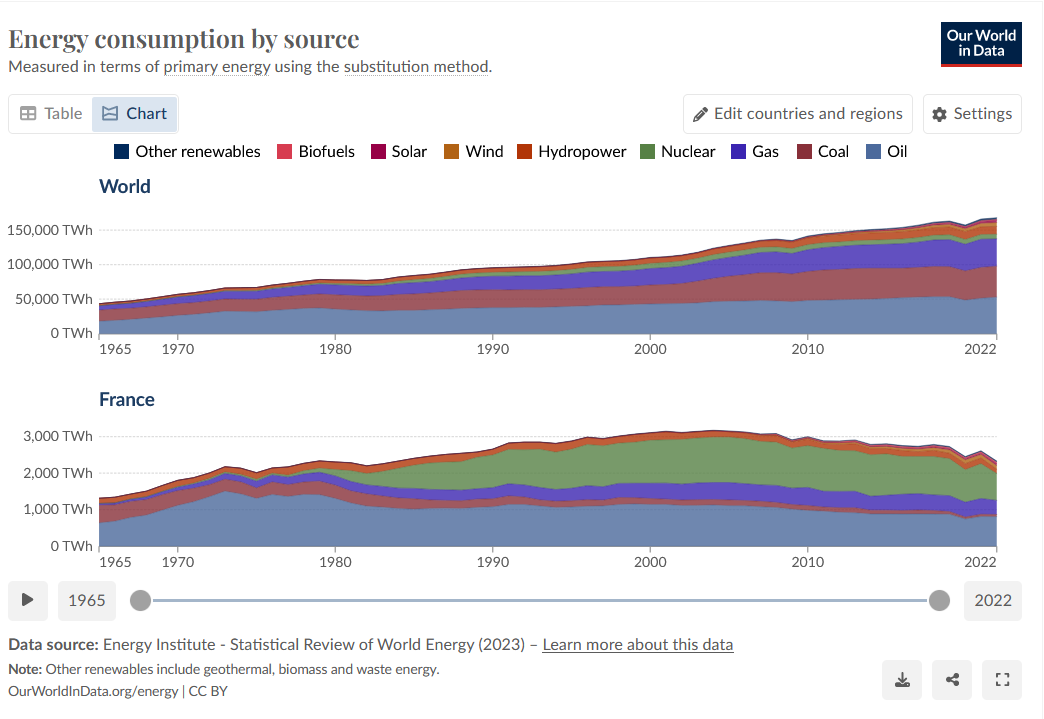 Energy consumption by source
Measured in terms of primary energy using the substitution method.
Our World
in Data
Table
Chart
Edit countries and regions
Settings
Other renewables Biofuels Solar Wind Hydropower Nuclear Gas Coal Oil
World
150,000 TWh
100,000 TWh
50,000 TWh
0 TWh
1965 1970 1980 1990 2000 2010 2022
France
3,000 TWh
2,000 TWh
1,000 TWh
0 TWh
1965 1970 1980 1990 2000 2010 2022
1965
2022
Data source: Energy Institute - Statistical Review of World Energy (2023) – Learn more about this data
Note: Other renewables include geothermal, biomass and waste energy.
OurWorldInData.org/energy | CC BY